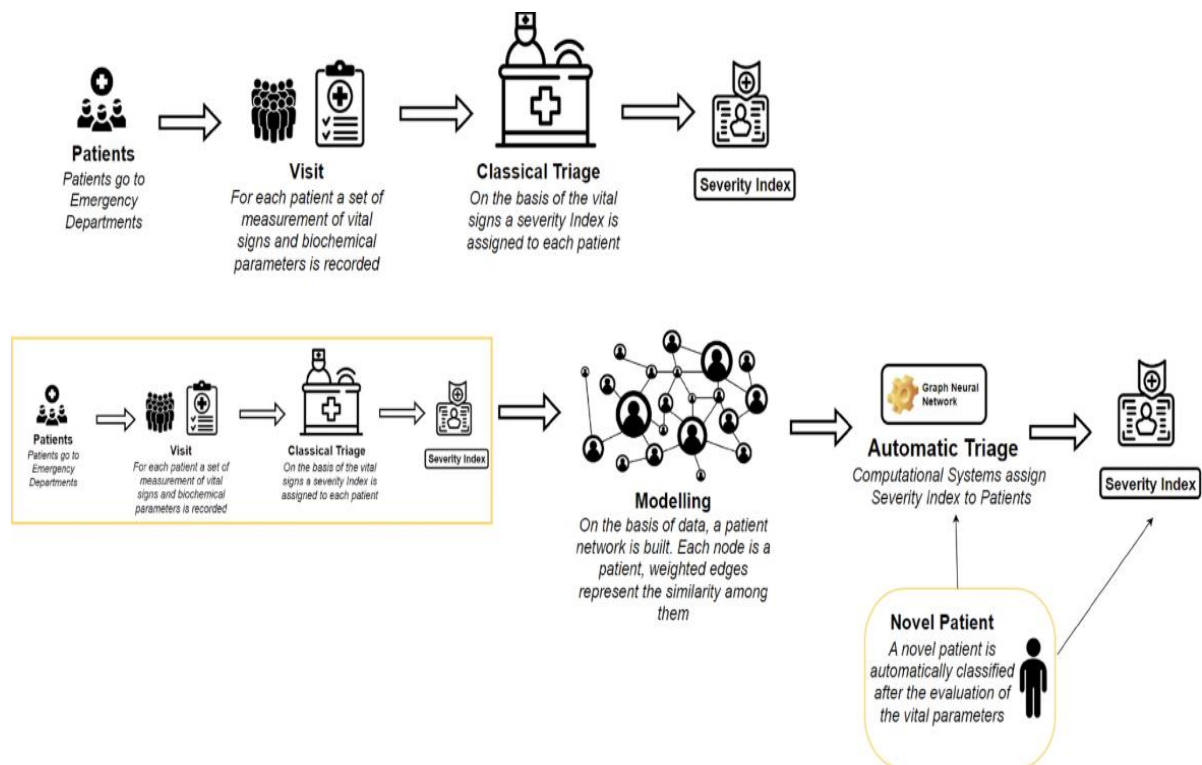 Patients
Patients go to
Emergency
Departments
Visit
For each patient a set of
measurement of vital
signs and biochemical
parameters is recorded
Classical Triage
On the basis of the vital
signs a severity Index is
assigned to each patient
Severity Index
Patients
Patients go to
Emergency
Departments
Visit
For each patient a set of
measurement of vital
signs and biochemical
parameters is recorded
Classical Triage
On the basis of the vital
signs a severity Index is
assigned to each patient
Severity Index
Modelling
On the basis of data, a patient
network is built. Each node is a
patient, weighted edges
represent the similarity among
them
Graph Neural
Network
Automatic Triage
Computational Systems assign
Severity Index to Patients
Severity Index
Novel Patient
A novel patient is
automatically classified
after the evaluation of
the vital parameters